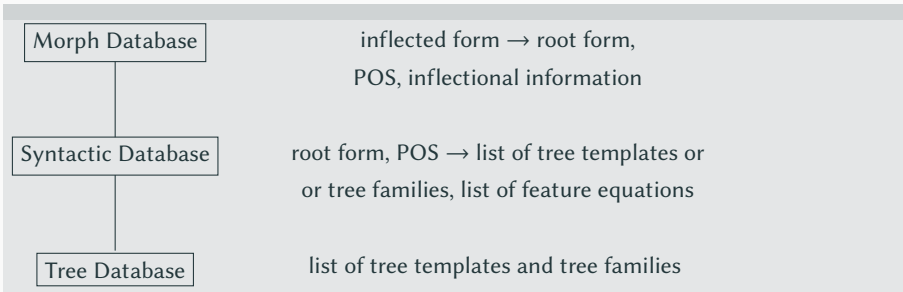 Morph Database
inflected form → root form,
POS, inflectional information
Syntactic Database
root form, POS → list of tree templates or
or tree families, list of feature equations
Tree Database
list of tree templates and tree families